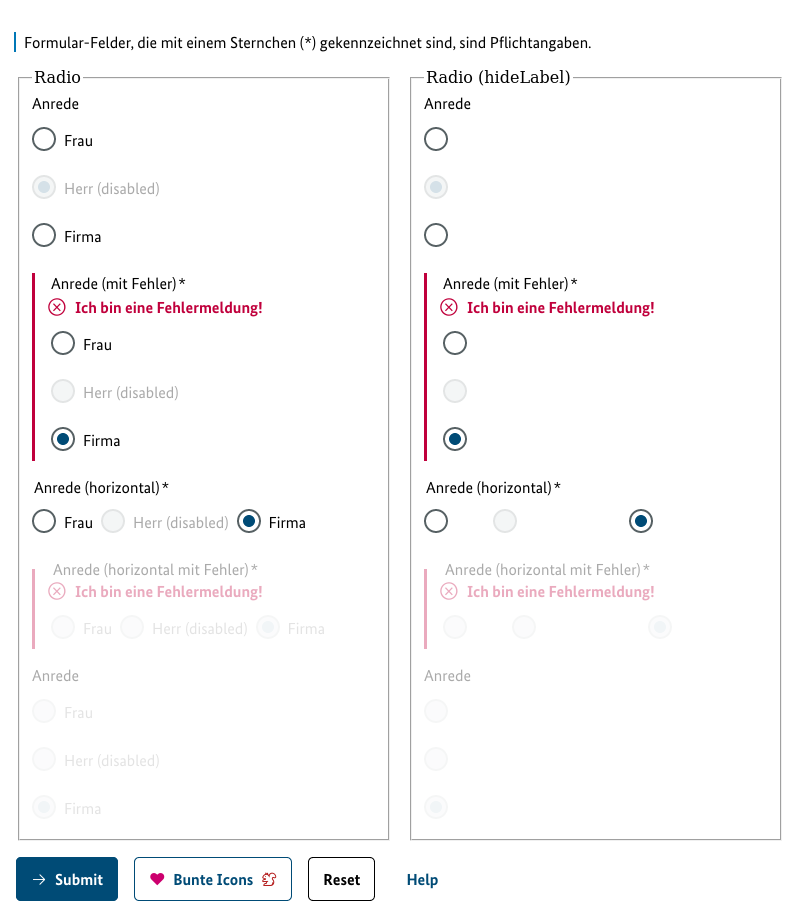 Formular-Felder, die mit einem Sternchen (*) gekennzeichnet sind, sind Pflichtangaben.
Radio
Anrede
Frau
Herr (disabled)
Firma
Anrede (mit Fehler)*
Ich bin eine Fehlermeldung!
Frau
Herr (disabled)
Firma
Anrede (horizontal)*
Frau Herr (disabled) Firma
Anrede (horizontal mit Fehler)*
Ich bin eine Fehlermeldung!
Frau Herr (disabled) Firma
Anrede
Frau
Herr (disabled)
Firma
Radio (hideLabel)
Anrede
Anrede (mit Fehler)*
Ich bin eine Fehlermeldung!
Anrede (horizontal)*
Anrede (horizontal mit Fehler)*
Ich bin eine Fehlermeldung!
Anrede
Submit Bunte Icons Reset Help